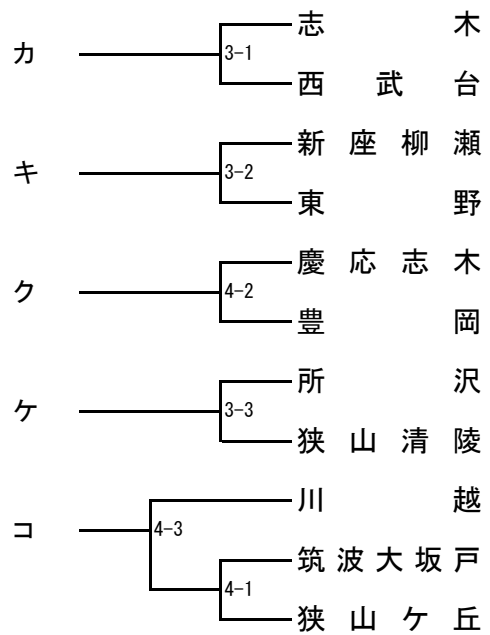 志木
カ
3-1
西武台
新座柳瀬
キ
3-2
東野
慶応志木
ク
4-2
豊岡
所沢
ケ
3-3
狭山清陵
川越
コ
4-3
筑波大坂戸
4-1
狭山ケ丘